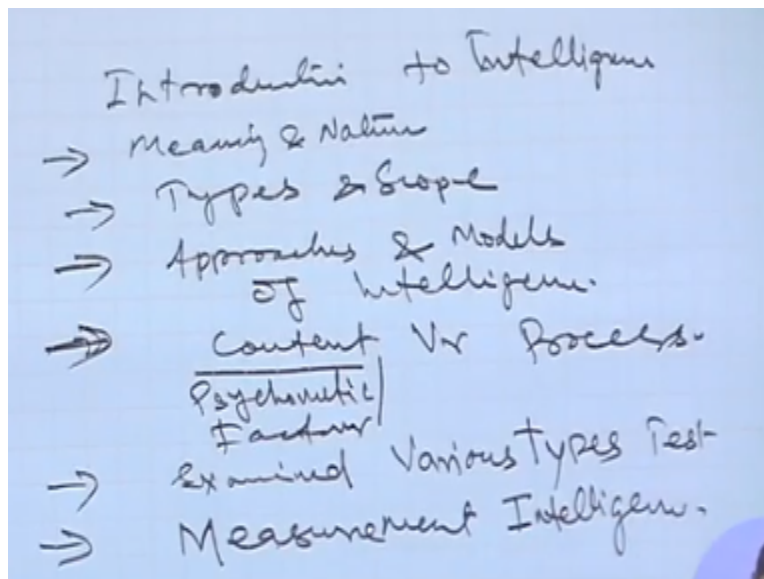 Introduction to Intelligence
→ Meaning & Nature
→ Types & Scope
→ Approaches & Models
of Intelligence.
→ Content Vs Process.
Psychometric
Factors
→ Examined Various Types Test
→ Measurement Intelligence.